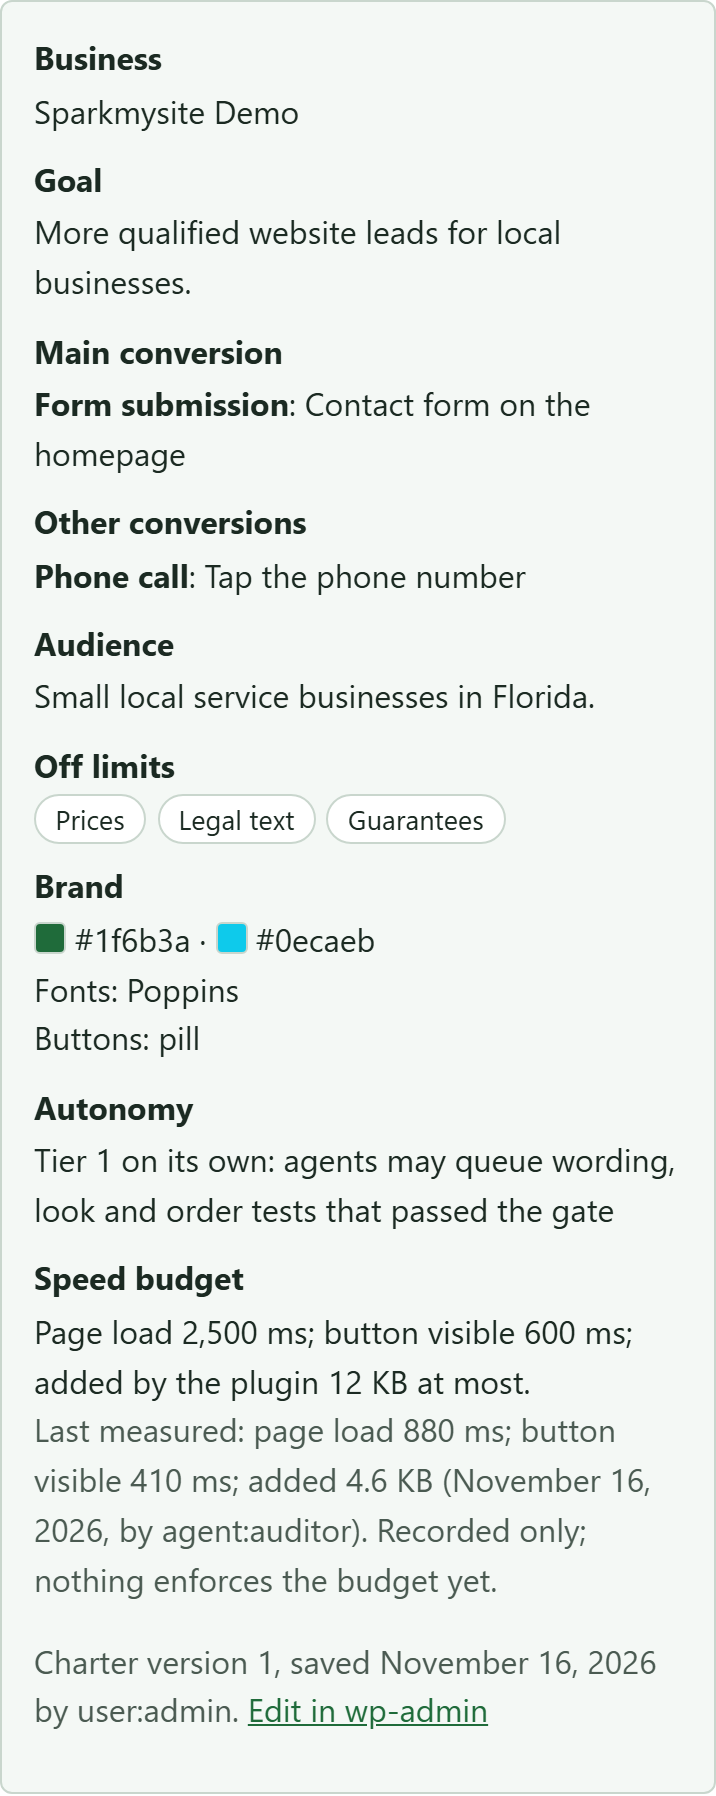 Business
Sparkmysite Demo
Goal
More qualified website leads for local
businesses.
Main conversion
Form submission: Contact form on the
homepage
Other conversions
Phone call: Tap the phone number
Audience
Small local service businesses in Florida.
Off limits
Prices Legal text Guarantees
Brand
#1f6b3a · #0ecaeb
Fonts: Poppins
Buttons: pill
Autonomy
Tier 1 on its own: agents may queue wording,
look and order tests that passed the gate
Speed budget
Page load 2,500 ms; button visible 600 ms;
added by the plugin 12 KB at most.
Last measured: page load 880 ms; button
visible 410 ms; added 4.6 KB (November 16,
2026, by agent:auditor). Recorded only;
nothing enforces the budget yet.
Charter version 1, saved November 16, 2026
by user:admin. Edit in wp-admin